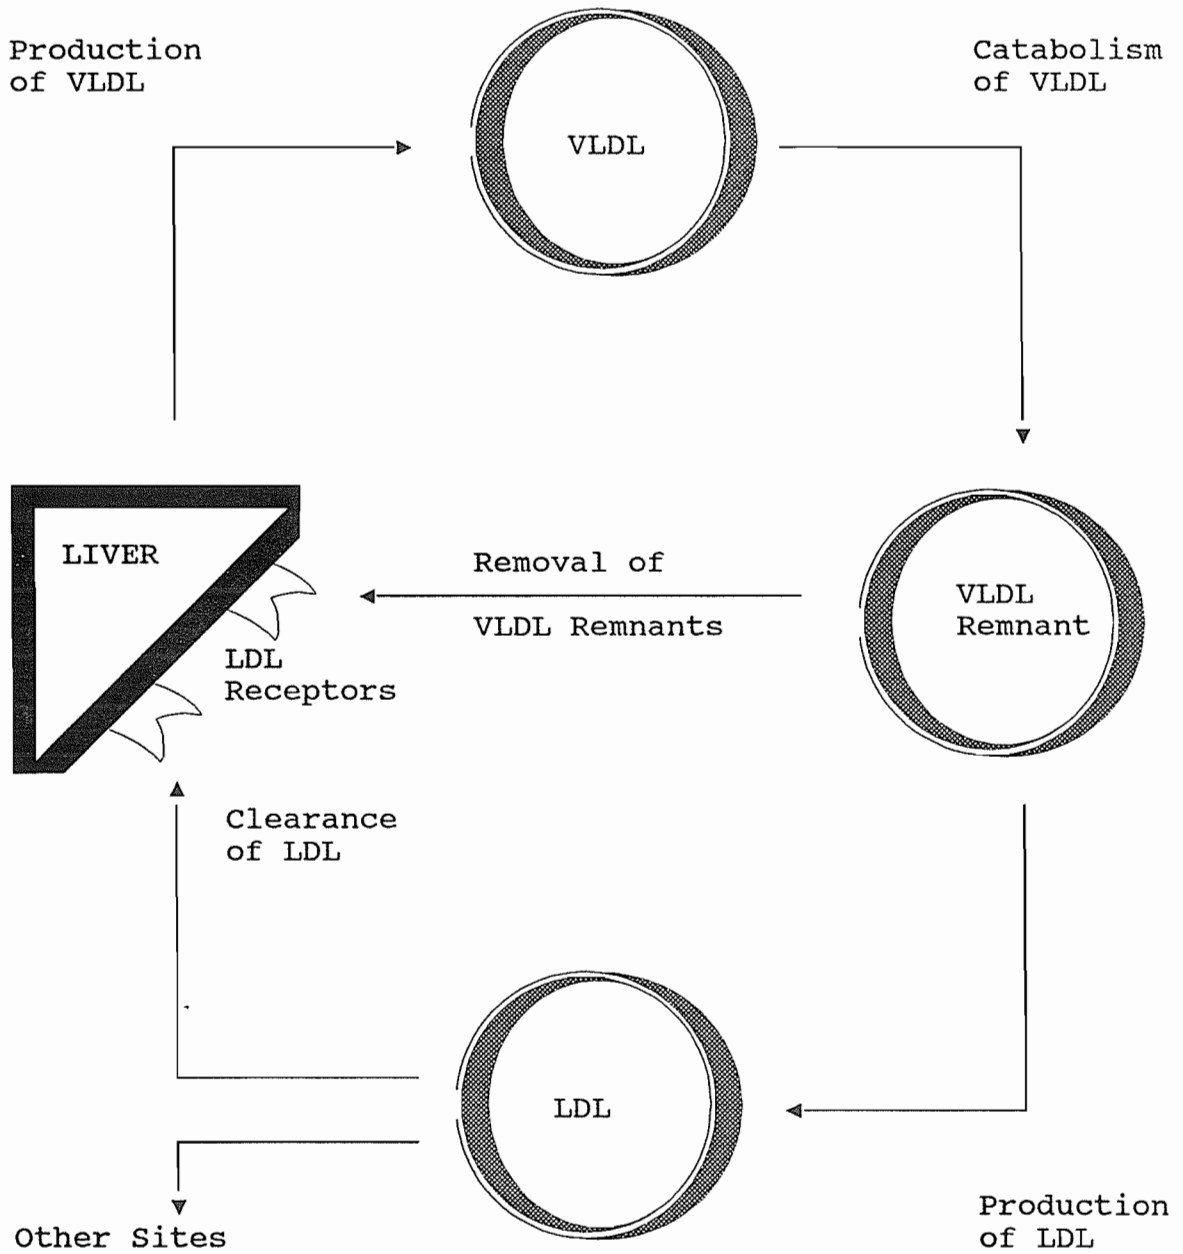 Production
of VLDL
Catabolism
of VLDL
VLDL
LIVER
Removal of
VLDL Remnants
VLDL
Remnant
LDL
Receptors
Clearance
of LDL
LDL
Other Sites
Production
of LDL